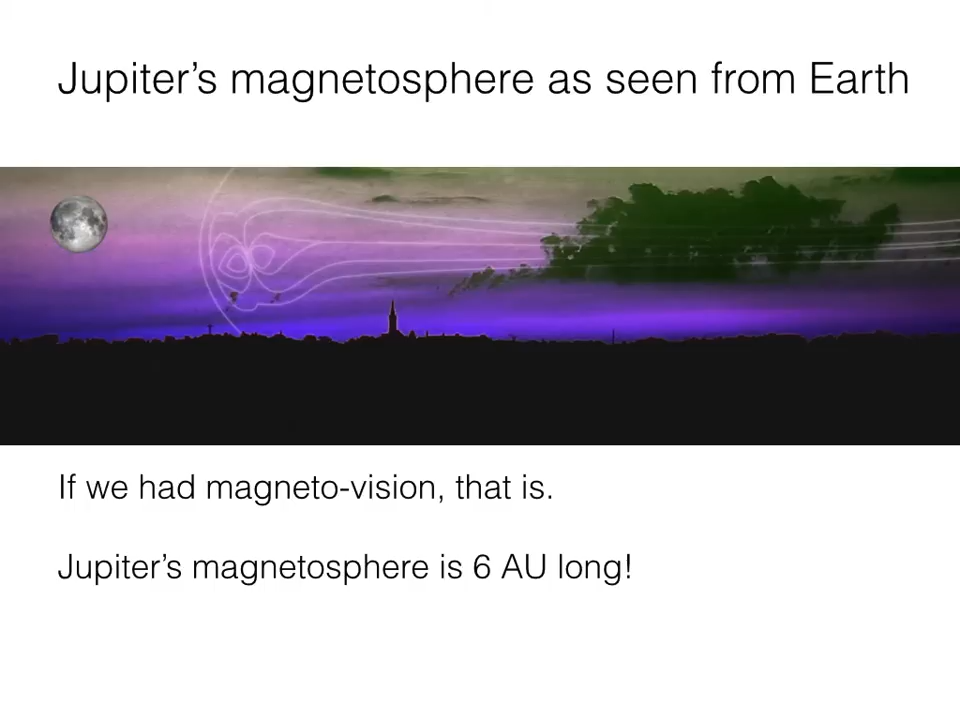 Jupiter’s magnetosphere as seen from Earth
If we had magneto-vision, that is.
Jupiter’s magnetosphere is 6 AU long!